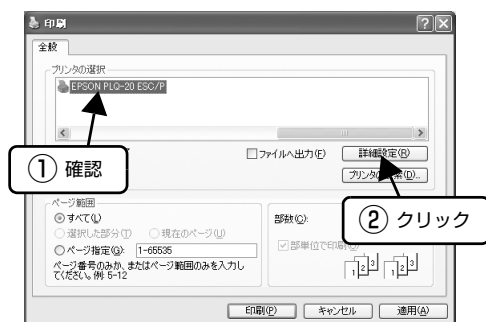 印刷
全般
プリンタの選択
EPSON PLQ-20 ESC/P
① 確認
ファイルへ出力(F)
詳細設定(R)
プリンタの 索(D)...
ページ範囲
すべて(L)
選択した部分(T)
現在のページ(U)
ページ指定(G):
1-65535
ページ番号のみか、またはページ範囲のみを入力し
てください。例: 5-12
部数(C):
② クリック
部単位で印刷
1 1 2 2 3 3
印刷(P)
キャンセル
適用(A)